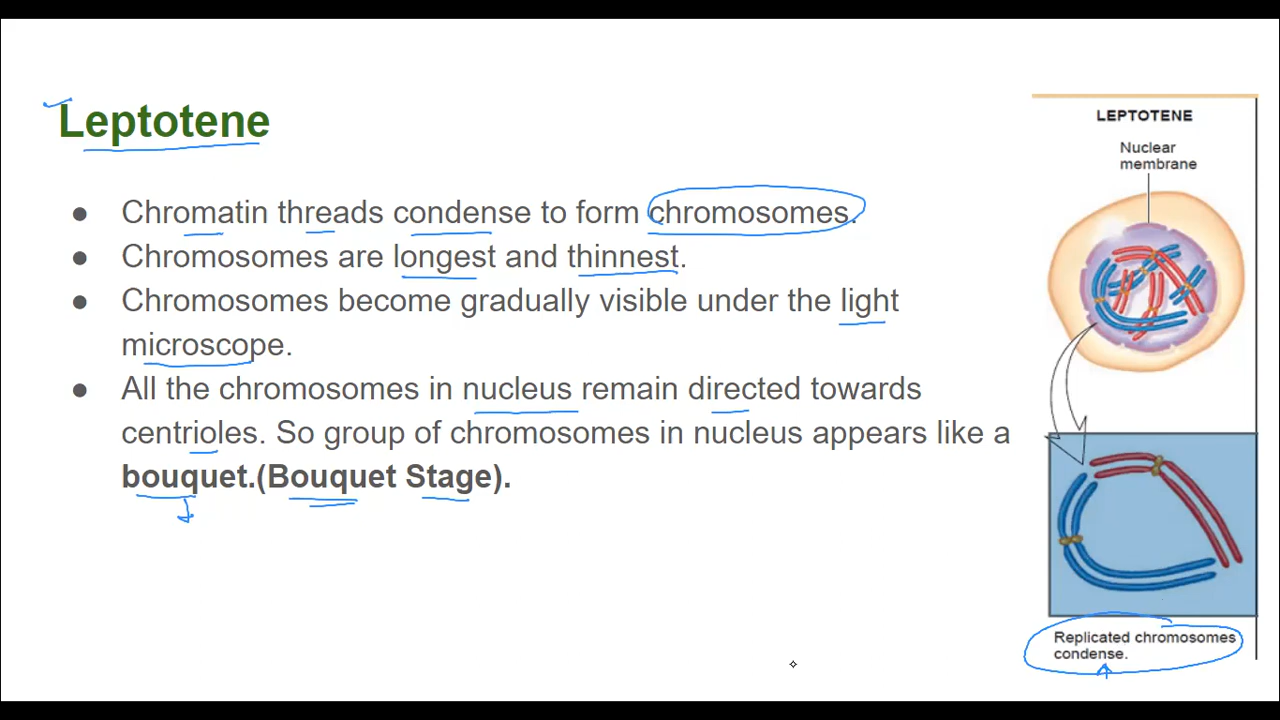 Leptotene
● Chromatin threads condense to form chromosomes.
● Chromosomes are longest and thinnest.
● Chromosomes become gradually visible under the light
microscope.
● All the chromosomes in nucleus remain directed towards
centrioles. So group of chromosomes in nucleus appears like a
bouquet.(Bouquet Stage).
LEPTOTENE
Nuclear
membrane
Replicated chromosomes
condense.